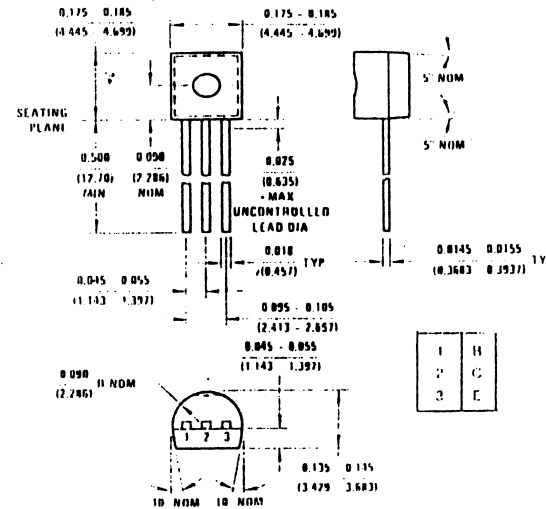 0.175 - 0.185
(4.445 - 4.699)
0.175 - 0.185
(4.445 - 4.699)
5° NOM
SEATING
PLANE
5° NOM
0.500
(12.70)
MIN
0.090
(2.286)
NOM
0.025
(0.635)
MAX
UNCONTROLLED
LEAD DIA
0.018
(0.457)
TYP
0.0145 0.0155
(0.3683 0.3937)
TY
0.045 0.055
(1.143 1.397)
0.095 - 0.105
(2.413 - 2.657)
0.045 - 0.055
(1.143 1.397)
1 B
2 C
3 E
0.090
(2.286)
R NOM
1 2 3
0.135 0.145
(3.429 3.683)
10 NOM 10 NOM